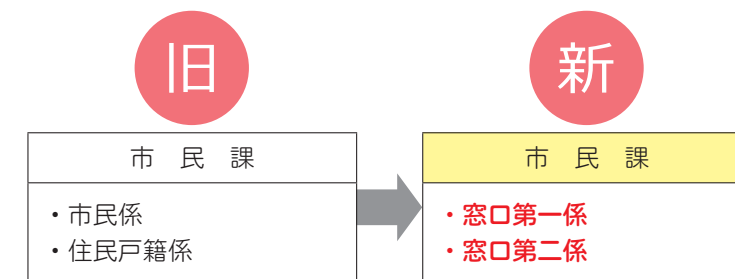 旧
新
市民課
市民課
・市民係
・住民戸籍係
・窓口第一係
・窓口第二係